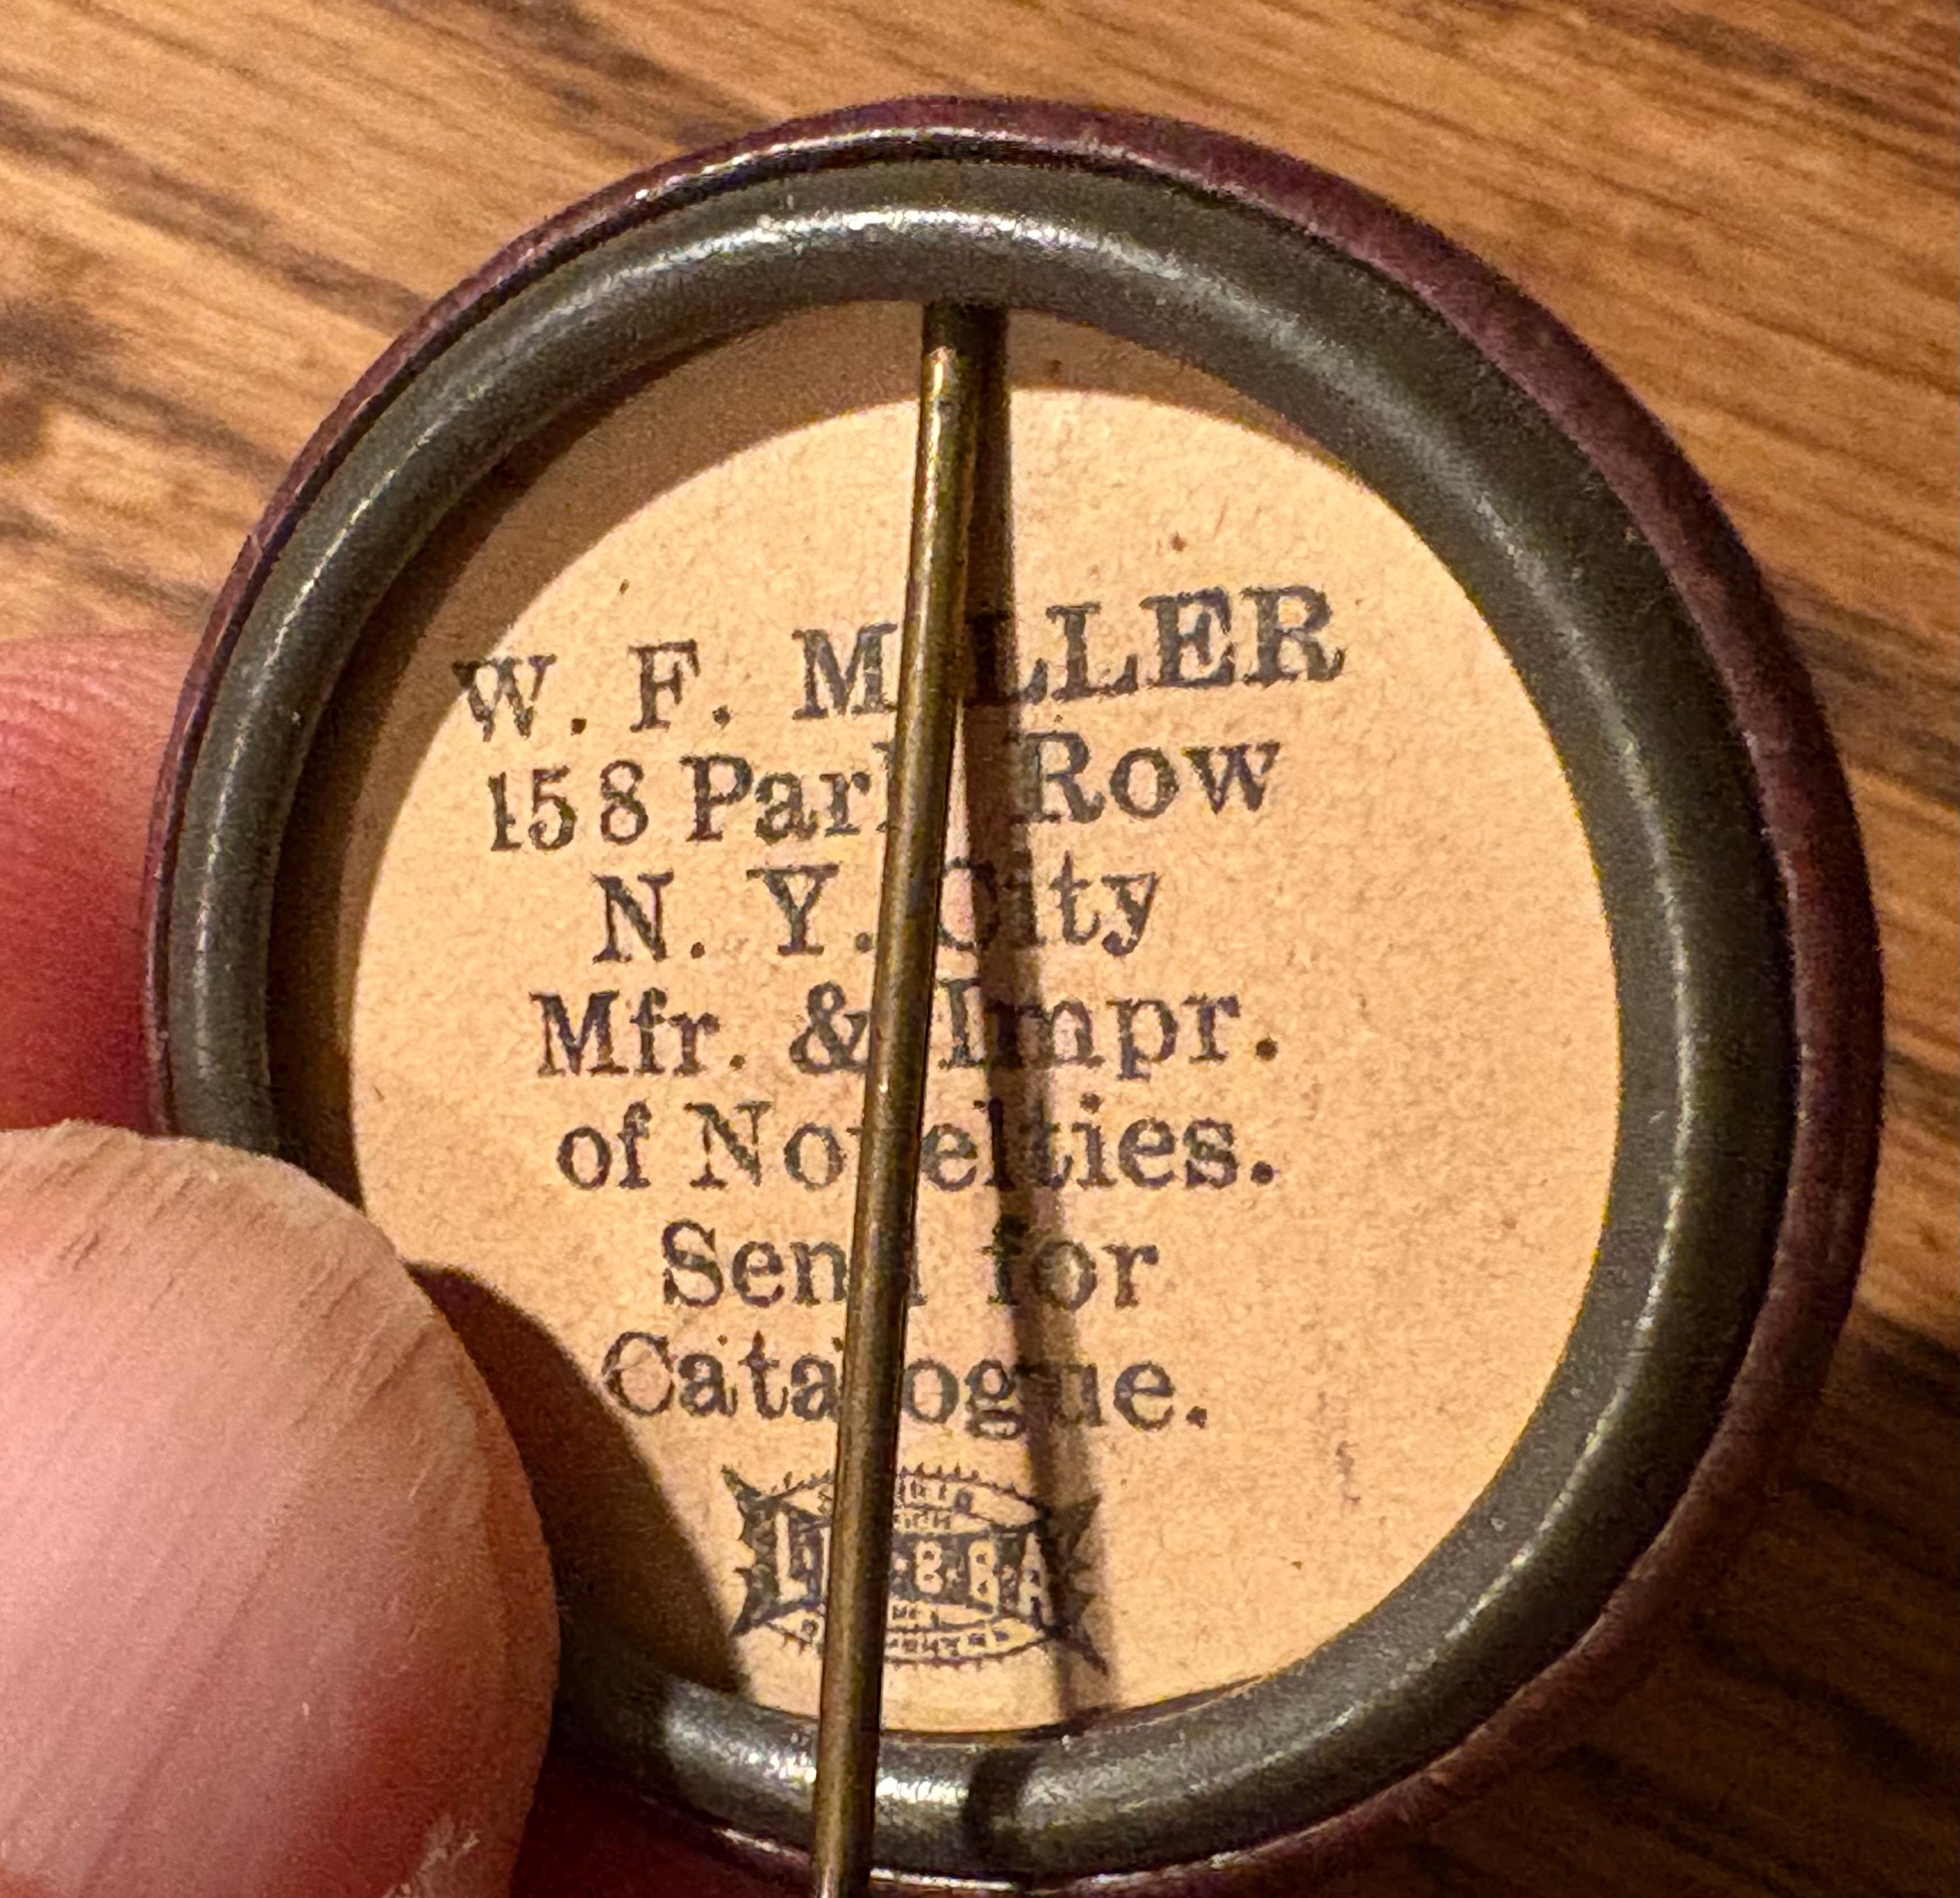 W. F. MILLER
158 Park Row
N. Y. City
Mfr. & Impr.
of Novelties.
Send for
Catalogue.